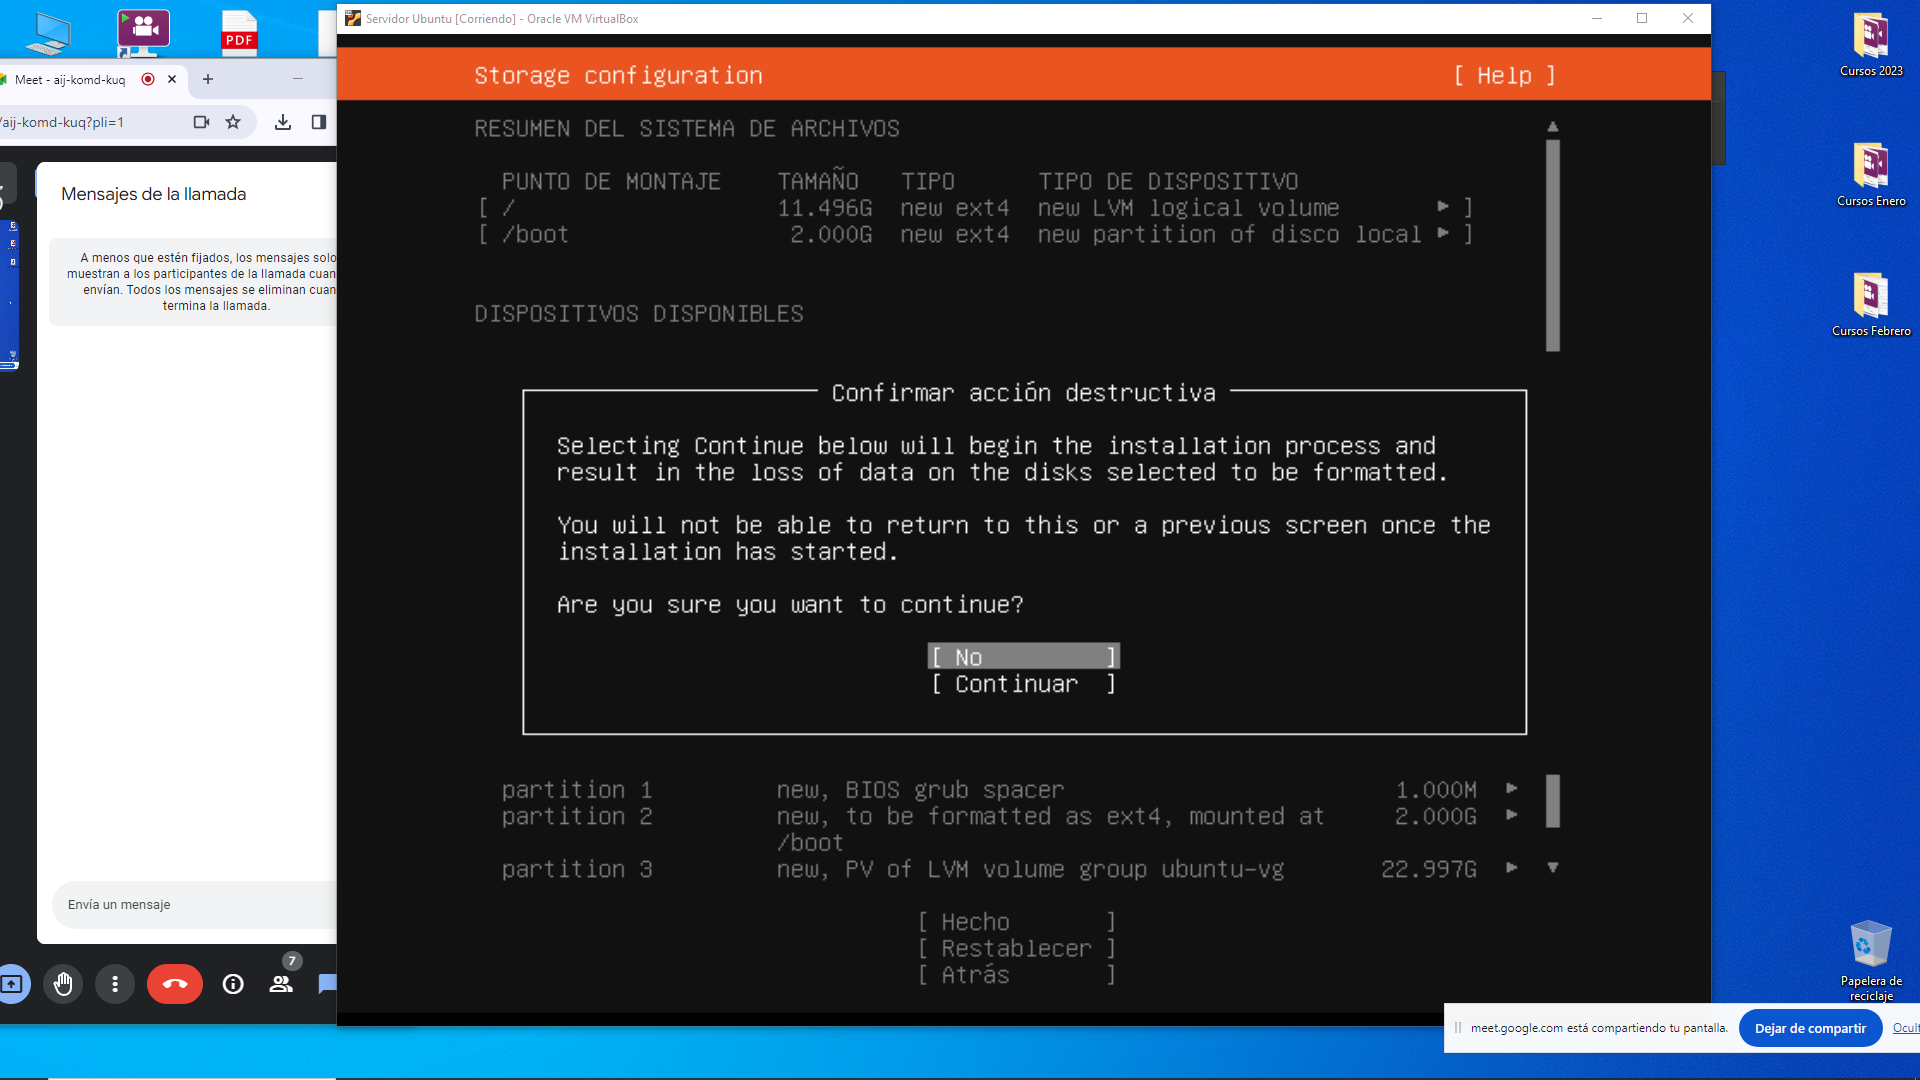 PDF
Servidor Ubuntu [Corriendo] - Oracle VM VirtualBox
Meet - aij-komd-kuq
/aij-komd-kuq?pli=1
Mensajes de la llamada
A menos que estén fijados, los mensajes solo
muestran a los participantes de la llamada cuan
envían. Todos los mensajes se eliminan cuan
termina la llamada.
Envía un mensaje
7
Storage configuration [ Help ]
RESUMEN DEL SISTEMA DE ARCHIVOS
PUNTO DE MONTAJE TAMAÑO TIPO TIPO DE DISPOSITIVO
[ / 11.496G new ext4 new LVM logical volume ▸ ]
[ /boot 2.000G new ext4 new partition of disco local ▸ ]
DISPOSITIVOS DISPONIBLES
Confirmar acción destructiva
Selecting Continue below will begin the installation process and
result in the loss of data on the disks selected to be formatted.
You will not be able to return to this or a previous screen once the
installation has started.
Are you sure you want to continue?
[ No ]
[ Continuar ]
partition 1 new, BIOS grub spacer 1.000M ▸
partition 2 new, to be formatted as ext4, mounted at 2.000G ▸
/boot
partition 3 new, PV of LVM volume group ubuntu-vg 22.997G ▸
[ Hecho ]
[ Restablecer ]
[ Atrás ]
Cursos 2023
Cursos Enero
Cursos Febrero
Papelera de
reciclaje
meet.google.com está compartiendo tu pantalla.
Dejar de compartir
Ocult